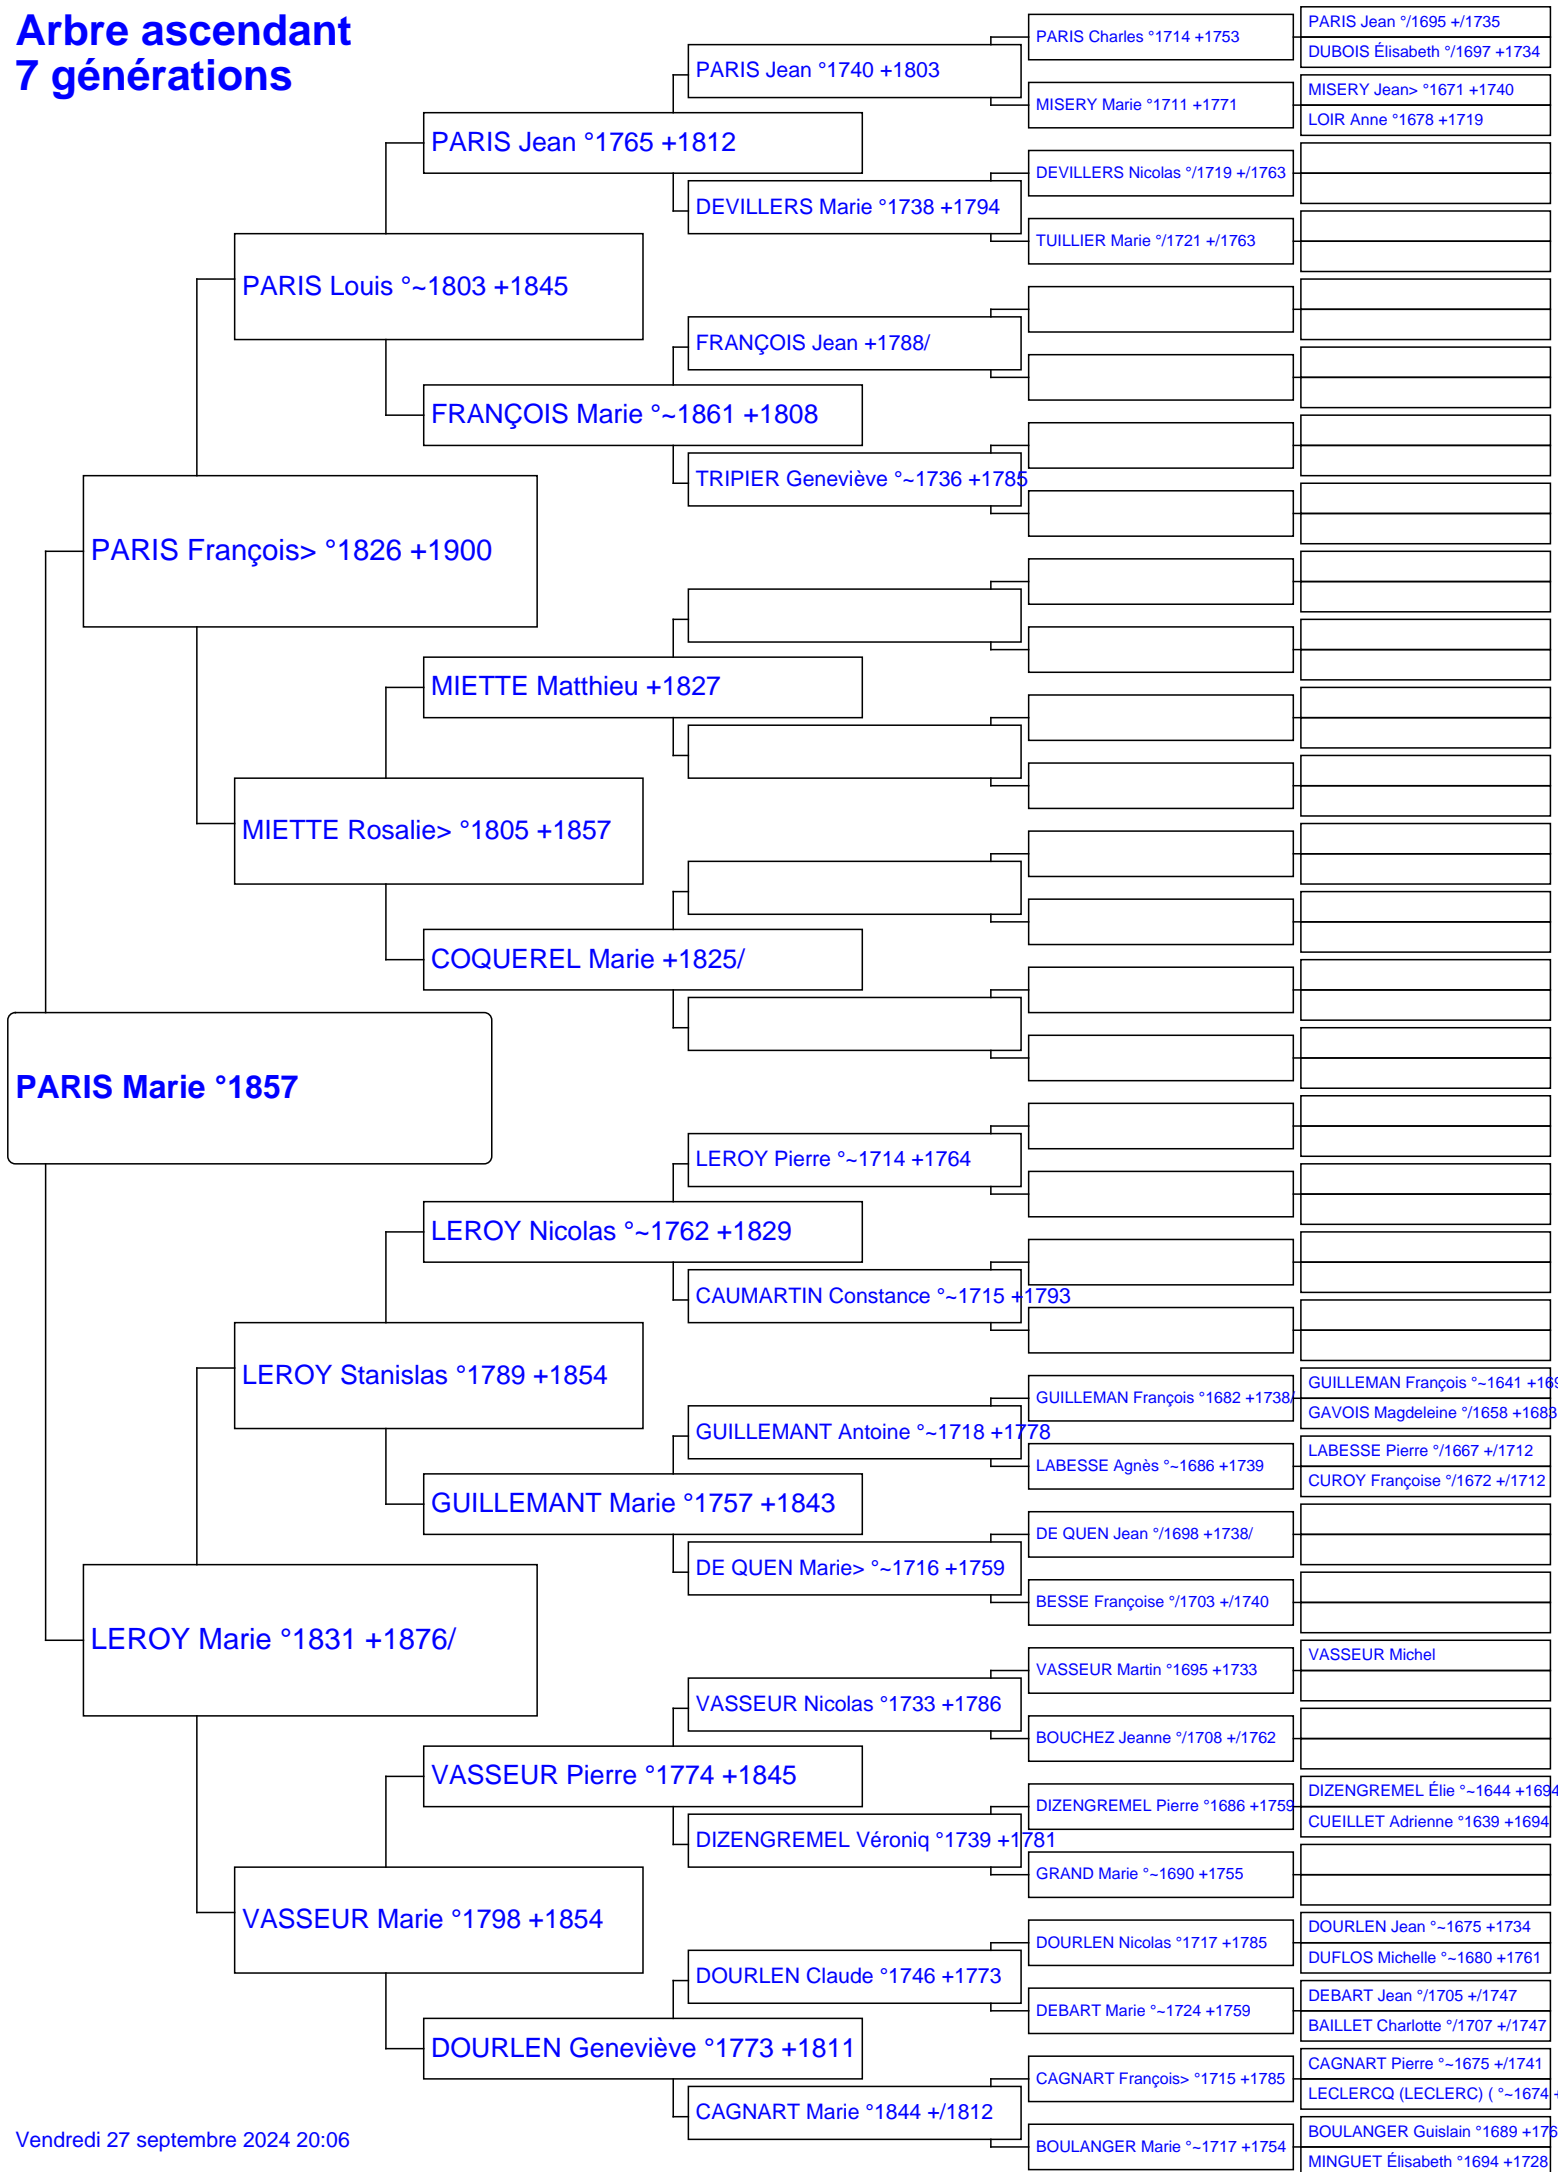 Arbre ascendant
7 générations
PARIS Marie °1857
PARIS François> °1826 +1900
LEROY Marie °1831 +1876/
PARIS Louis °~1803 +1845
MIETTE Rosalie> °1805 +1857
LEROY Stanislas °1789 +1854
VASSEUR Marie °1798 +1854
PARIS Jean °1765 +1812
FRANÇOIS Marie °~1861 +1808
MIETTE Matthieu +1827
COQUEREL Marie +1825/
LEROY Nicolas °~1762 +1829
GUILLEMANT Marie °1757 +1843
VASSEUR Pierre °1774 +1845
DOURLEN Geneviève °1773 +1811
PARIS Jean °1740 +1803
DEVILLERS Marie °1738 +1794
FRANÇOIS Jean +1788/
TRIPIER Geneviève °~1736 +1785
LEROY Pierre °~1714 +1764
CAUMARTIN Constance °~1715 +1793
GUILLEMANT Antoine °~1718 +1778
DE QUEN Marie> °~1716 +1759
VASSEUR Nicolas °1733 +1786
DIZENGREMEL Véroniq °1739 +1781
DOURLEN Claude °1746 +1773
CAGNART Marie °1844 +/1812
PARIS Charles °1714 +1753
MISERY Marie °1711 +1771
DEVILLERS Nicolas °/1719 +/1763
TUILLIER Marie °/1721 +/1763
GUILLEMAN François °1682 +1738/
LABESSE Agnès °~1686 +1739
DE QUEN Jean °/1698 +1738/
BESSE Françoise °/1703 +/1740
VASSEUR Martin °1695 +1733
BOUCHEZ Jeanne °/1708 +/1762
DIZENGREMEL Pierre °1686 +1759
GRAND Marie °~1690 +1755
DOURLEN Nicolas °1717 +1785
DEBART Marie °~1724 +1759
CAGNART François> °1715 +1785
BOULANGER Marie °~1717 +1754
PARIS Jean °/1695 +/1735
DUBOIS Élisabeth °/1697 +1734
MISERY Jean> °1671 +1740
LOIR Anne °1678 +1719
GUILLEMAN François °~1641 +169
GAVOIS Magdeleine °/1658 +1683
LABESSE Pierre °/1667 +/1712
CUROY Françoise °/1672 +/1712
VASSEUR Michel
DIZENGREMEL Élie °~1644 +1694
CUEILLET Adrienne °1639 +1694
DOURLEN Jean °~1675 +1734
DUFLOS Michelle °~1680 +1761
DEBART Jean °/1705 +/1747
BAILLET Charlotte °/1707 +/1747
CAGNART Pierre °~1675 +/1741
LECLERCQ (LECLERC) ( °~1674 +
BOULANGER Guislain °1689 +176
MINGUET Élisabeth °1694 +1728
Vendredi 27 septembre 2024 20:06